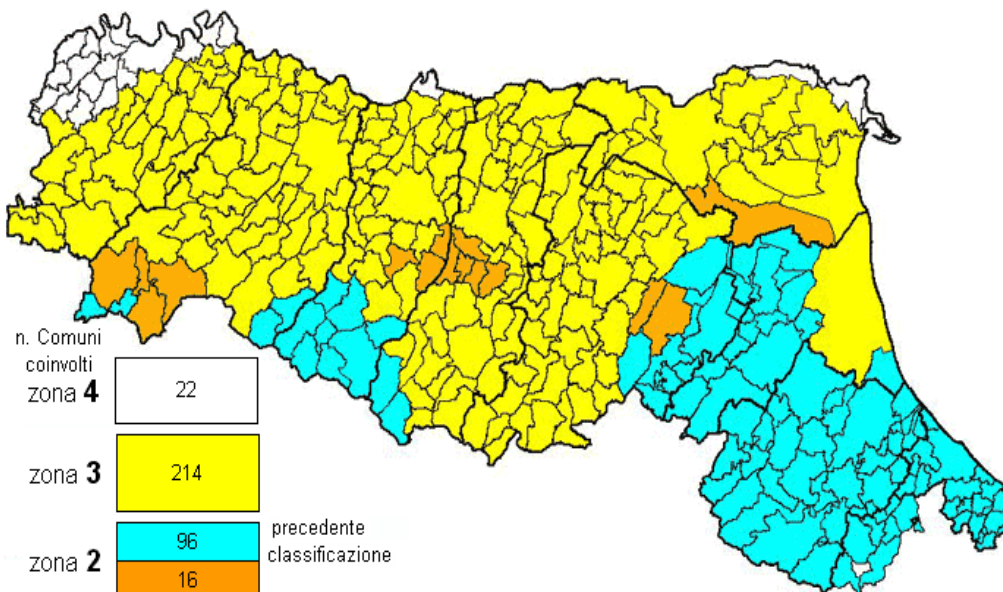 n. Comuni
coinvolti
zona 4
22
zona 3
214
zona 2
96
16
precedente
classificazione